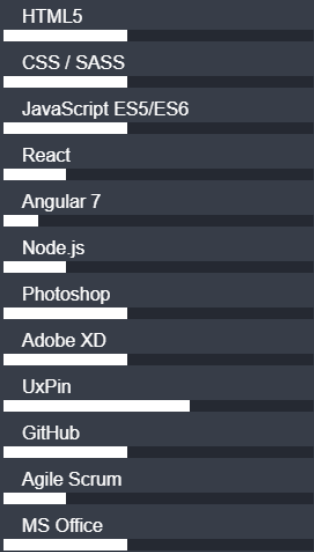 HTML5
CSS / SASS
JavaScript ES5/ES6
React
Angular 7
Node.js
Photoshop
Adobe XD
UxPin
GitHub
Agile Scrum
MS Office